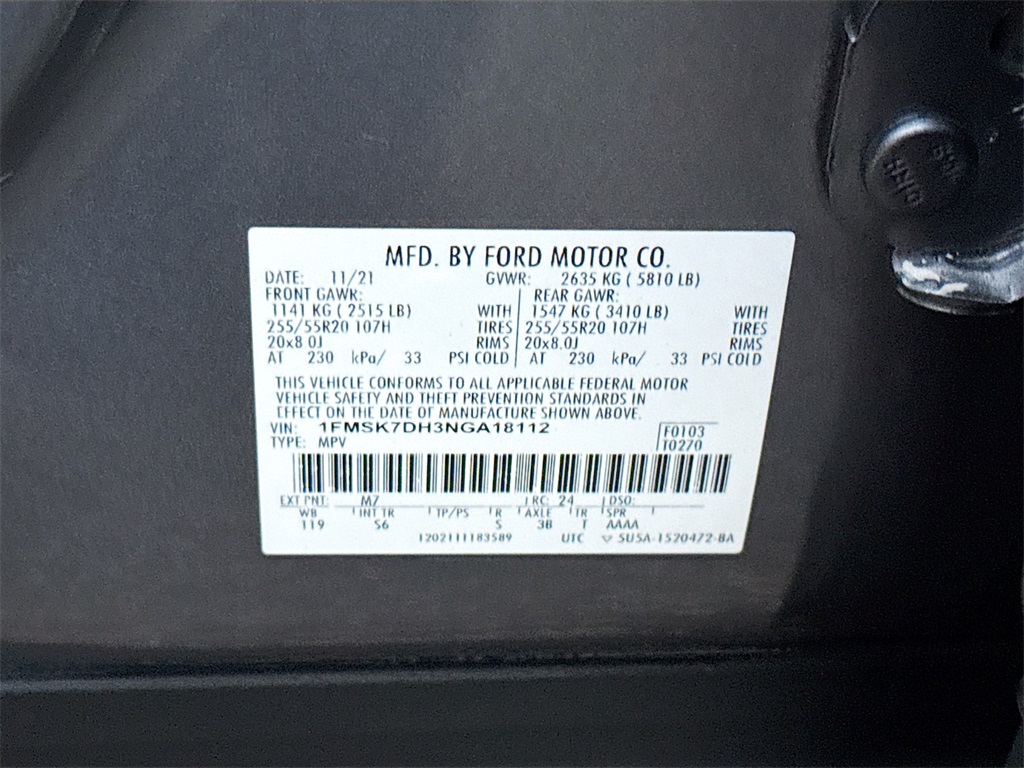 MFD. BY FORD MOTOR CO.
DATE: 11/21 GVWR: 2635 KG ( 5810 LB)
FRONT GAWR: REAR GAWR:
1141 KG ( 2515 LB) WITH 1547 KG ( 3410 LB) WITH
255/55R20 107H TIRES 255/55R20 107H TIRES
20x8.0J RIMS 20x8.0J RIMS
AT 230 kPa/ 33 PSI COLD AT 230 kPa/ 33 PSI COLD
THIS VEHICLE CONFORMS TO ALL APPLICABLE FEDERAL MOTOR
VEHICLE SAFETY AND THEFT PREVENTION STANDARDS IN
EFFECT ON THE DATE OF MANUFACTURE SHOWN ABOVE.
VIN: 1FMSK7DH3NGA18112 F0103
TYPE: MPV T0270
EXT PNT: M7 RC: 24 DSO:
WB INT TR TP/PS R AXLE TR SPR
119 S6 S 3B T AAAA
1202111183589 UTC 5U5A-1520472-BA